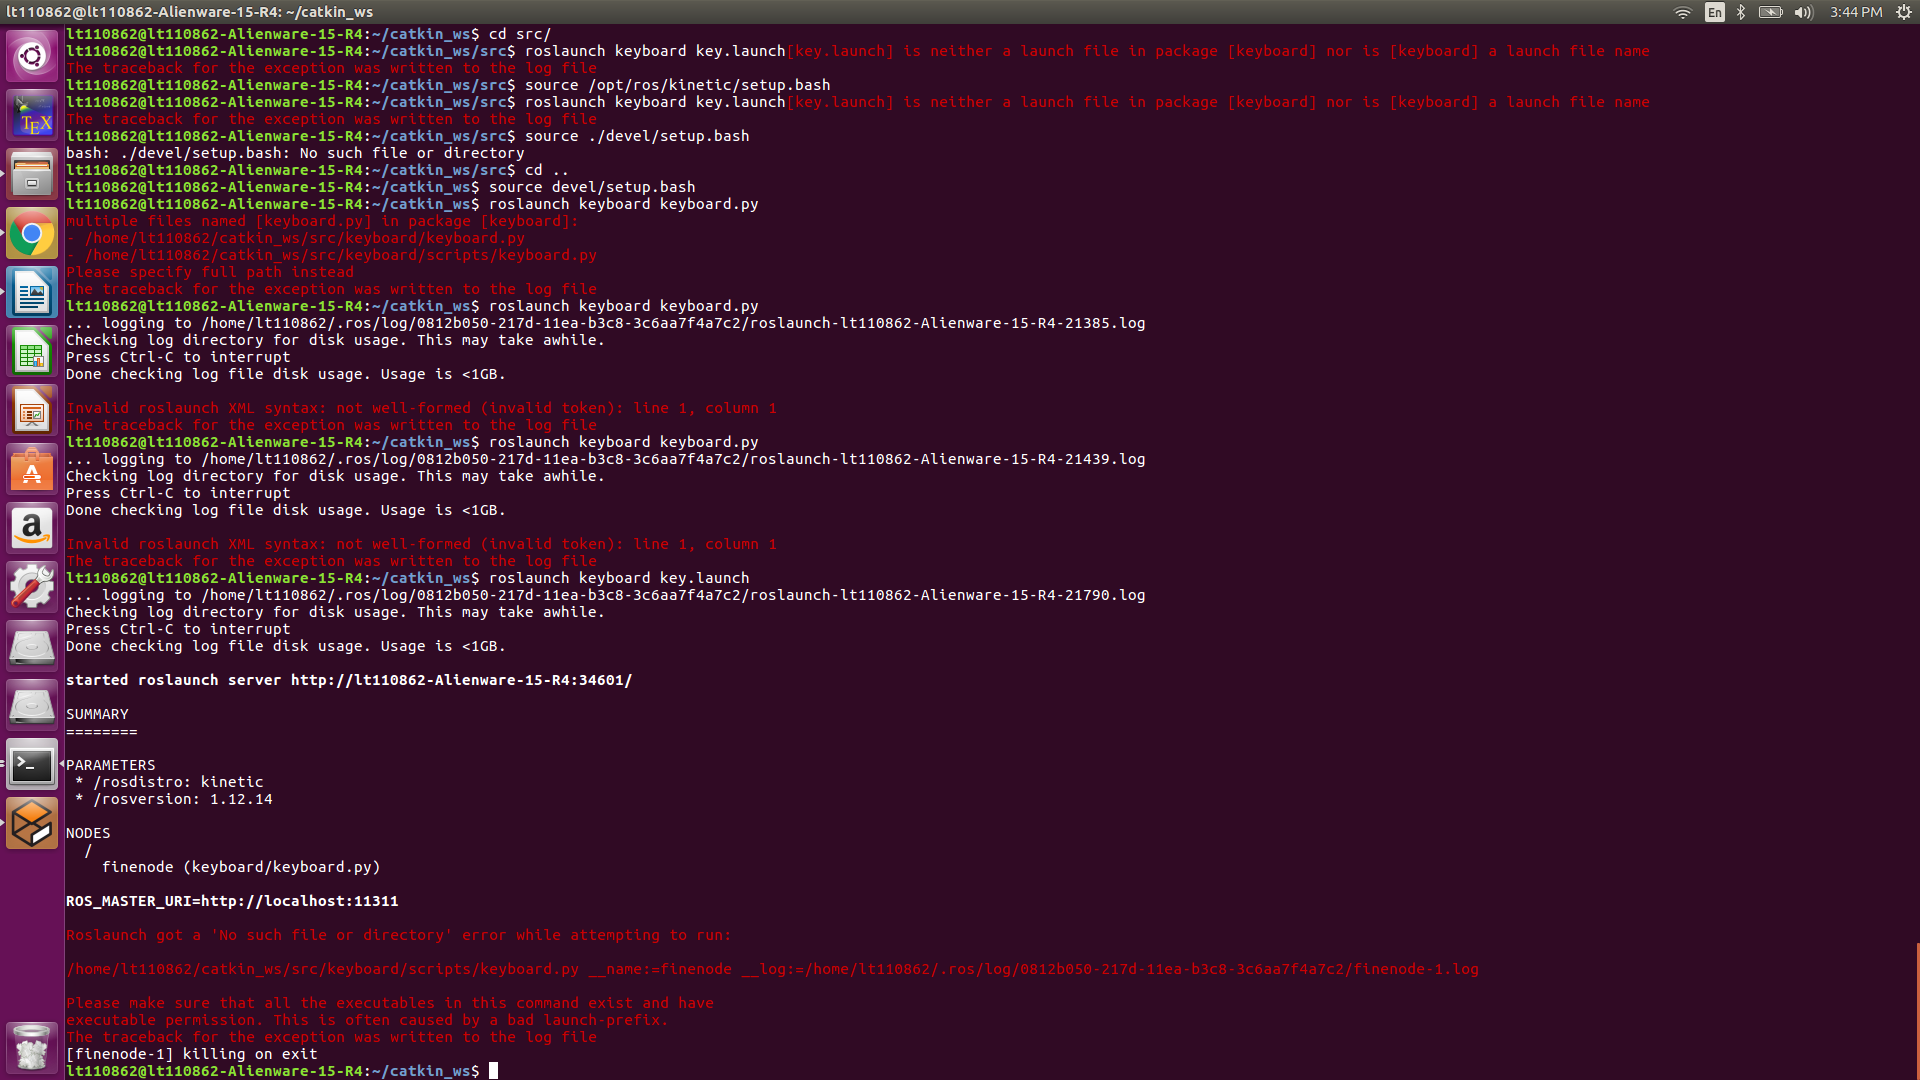 lt110862@lt110862-Alienware-15-R4: ~/catkin_ws
En
3:44 PM
lt110862@lt110862-Alienware-15-R4:~/catkin_ws$ cd src/
lt110862@lt110862-Alienware-15-R4:~/catkin_ws/src$ roslaunch keyboard key.launch[key.launch] is neither a launch file in package [keyboard] nor is [keyboard] a launch file name
The traceback for the exception was written to the log file
lt110862@lt110862-Alienware-15-R4:~/catkin_ws/src$ source /opt/ros/kinetic/setup.bash
lt110862@lt110862-Alienware-15-R4:~/catkin_ws/src$ roslaunch keyboard key.launch[key.launch] is neither a launch file in package [keyboard] nor is [keyboard] a launch file name
The traceback for the exception was written to the log file
lt110862@lt110862-Alienware-15-R4:~/catkin_ws/src$ source ./devel/setup.bash
bash: ./devel/setup.bash: No such file or directory
lt110862@lt110862-Alienware-15-R4:~/catkin_ws/src$ cd ..
lt110862@lt110862-Alienware-15-R4:~/catkin_ws$ source devel/setup.bash
lt110862@lt110862-Alienware-15-R4:~/catkin_ws$ roslaunch keyboard keyboard.py
multiple files named [keyboard.py] in package [keyboard]:
- /home/lt110862/catkin_ws/src/keyboard/keyboard.py
- /home/lt110862/catkin_ws/src/keyboard/scripts/keyboard.py
Please specify full path instead
The traceback for the exception was written to the log file
lt110862@lt110862-Alienware-15-R4:~/catkin_ws$ roslaunch keyboard keyboard.py
... logging to /home/lt110862/.ros/log/0812b050-217d-11ea-b3c8-3c6aa7f4a7c2/roslaunch-lt110862-Alienware-15-R4-21385.log
Checking log directory for disk usage. This may take awhile.
Press Ctrl-C to interrupt
Done checking log file disk usage. Usage is <1GB.
Invalid roslaunch XML syntax: not well-formed (invalid token): line 1, column 1
The traceback for the exception was written to the log file
lt110862@lt110862-Alienware-15-R4:~/catkin_ws$ roslaunch keyboard keyboard.py
... logging to /home/lt110862/.ros/log/0812b050-217d-11ea-b3c8-3c6aa7f4a7c2/roslaunch-lt110862-Alienware-15-R4-21439.log
Checking log directory for disk usage. This may take awhile.
Press Ctrl-C to interrupt
Done checking log file disk usage. Usage is <1GB.
Invalid roslaunch XML syntax: not well-formed (invalid token): line 1, column 1
The traceback for the exception was written to the log file
lt110862@lt110862-Alienware-15-R4:~/catkin_ws$ roslaunch keyboard key.launch
... logging to /home/lt110862/.ros/log/0812b050-217d-11ea-b3c8-3c6aa7f4a7c2/roslaunch-lt110862-Alienware-15-R4-21790.log
Checking log directory for disk usage. This may take awhile.
Press Ctrl-C to interrupt
Done checking log file disk usage. Usage is <1GB.
started roslaunch server http://lt110862-Alienware-15-R4:34601/
SUMMARY
========
PARAMETERS
* /rosdistro: kinetic
* /rosversion: 1.12.14
NODES
/
finenode (keyboard/keyboard.py)
ROS_MASTER_URI=http://localhost:11311
Roslaunch got a 'No such file or directory' error while attempting to run:
/home/lt110862/catkin_ws/src/keyboard/scripts/keyboard.py __name:=finenode __log:=/home/lt110862/.ros/log/0812b050-217d-11ea-b3c8-3c6aa7f4a7c2/finenode-1.log
Please make sure that all the executables in this command exist and have
executable permission. This is often caused by a bad launch-prefix.
The traceback for the exception was written to the log file
[finenode-1] killing on exit
lt110862@lt110862-Alienware-15-R4:~/catkin_ws$